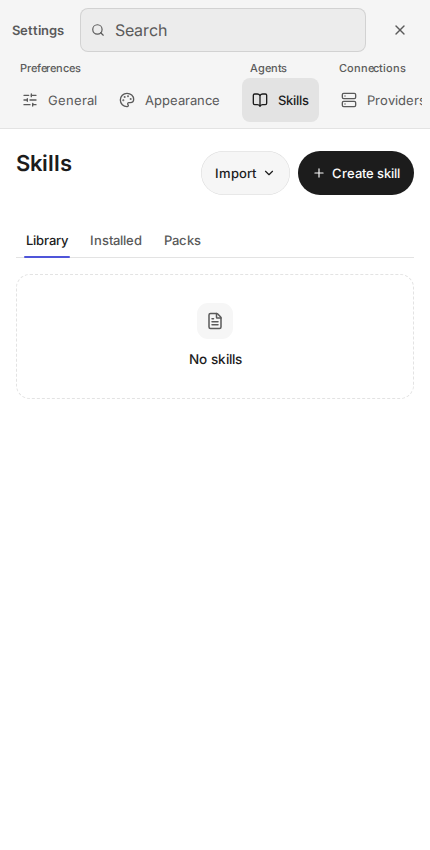 Settings
Search
Preferences
Agents
Connections
General
Appearance
Skills
Providers
Skills
Import
Create skill
Library
Installed
Packs
No skills